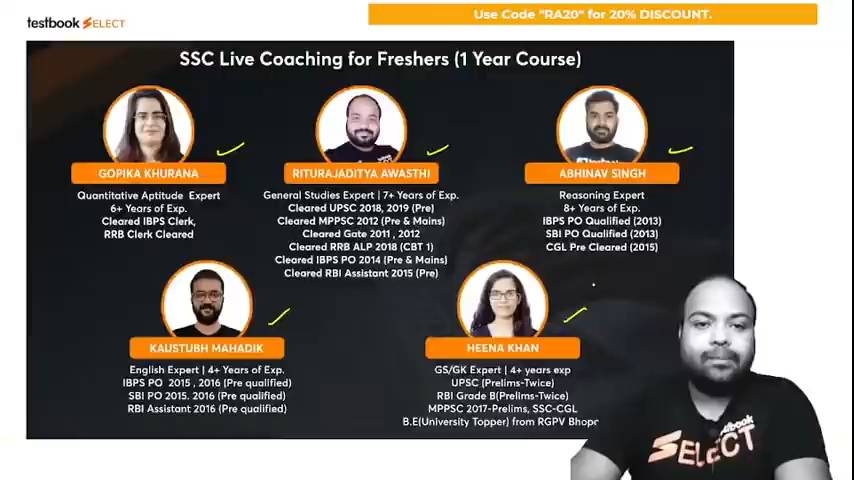 testbook SELECT
Use Code "RA20" for 20% DISCOUNT.
SSC Live Coaching for Freshers (1 Year Course)
GOPIKA KHURANA
Quantitative Aptitude Expert
6+ Years of Exp.
Cleared IBPS Clerk,
RRB Clerk Cleared
RITURAJADITYA AWASTHI
General Studies Expert | 7+ Years of Exp.
Cleared UPSC 2018, 2019 (Pre)
Cleared MPPSC 2012 (Pre & Mains)
Cleared Gate 2011 , 2012
Cleared RRB ALP 2018 (CBT 1)
Cleared IBPS PO 2014 (Pre & Mains)
Cleared RBI Assistant 2015 (Pre)
ABHINAV SINGH
Reasoning Expert
8+ Years of Exp.
IBPS PO Qualified (2013)
SBI PO Qualified (2013)
CGL Pre Cleared (2015)
KAUSTUBH MAHADIK
English Expert | 4+ Years of Exp.
IBPS PO 2015 , 2016 (Pre qualified)
SBI PO 2015. 2016 (Pre qualified)
RBI Assistant 2016 (Pre qualified)
HEENA KHAN
GS/GK Expert | 4+ years exp
UPSC (Prelims-Twice)
RBI Grade B(Prelims-Twice)
MPPSC 2017-Prelims, SSC-CGL
B.E(University Topper) from RGPV Bhop
SELECT